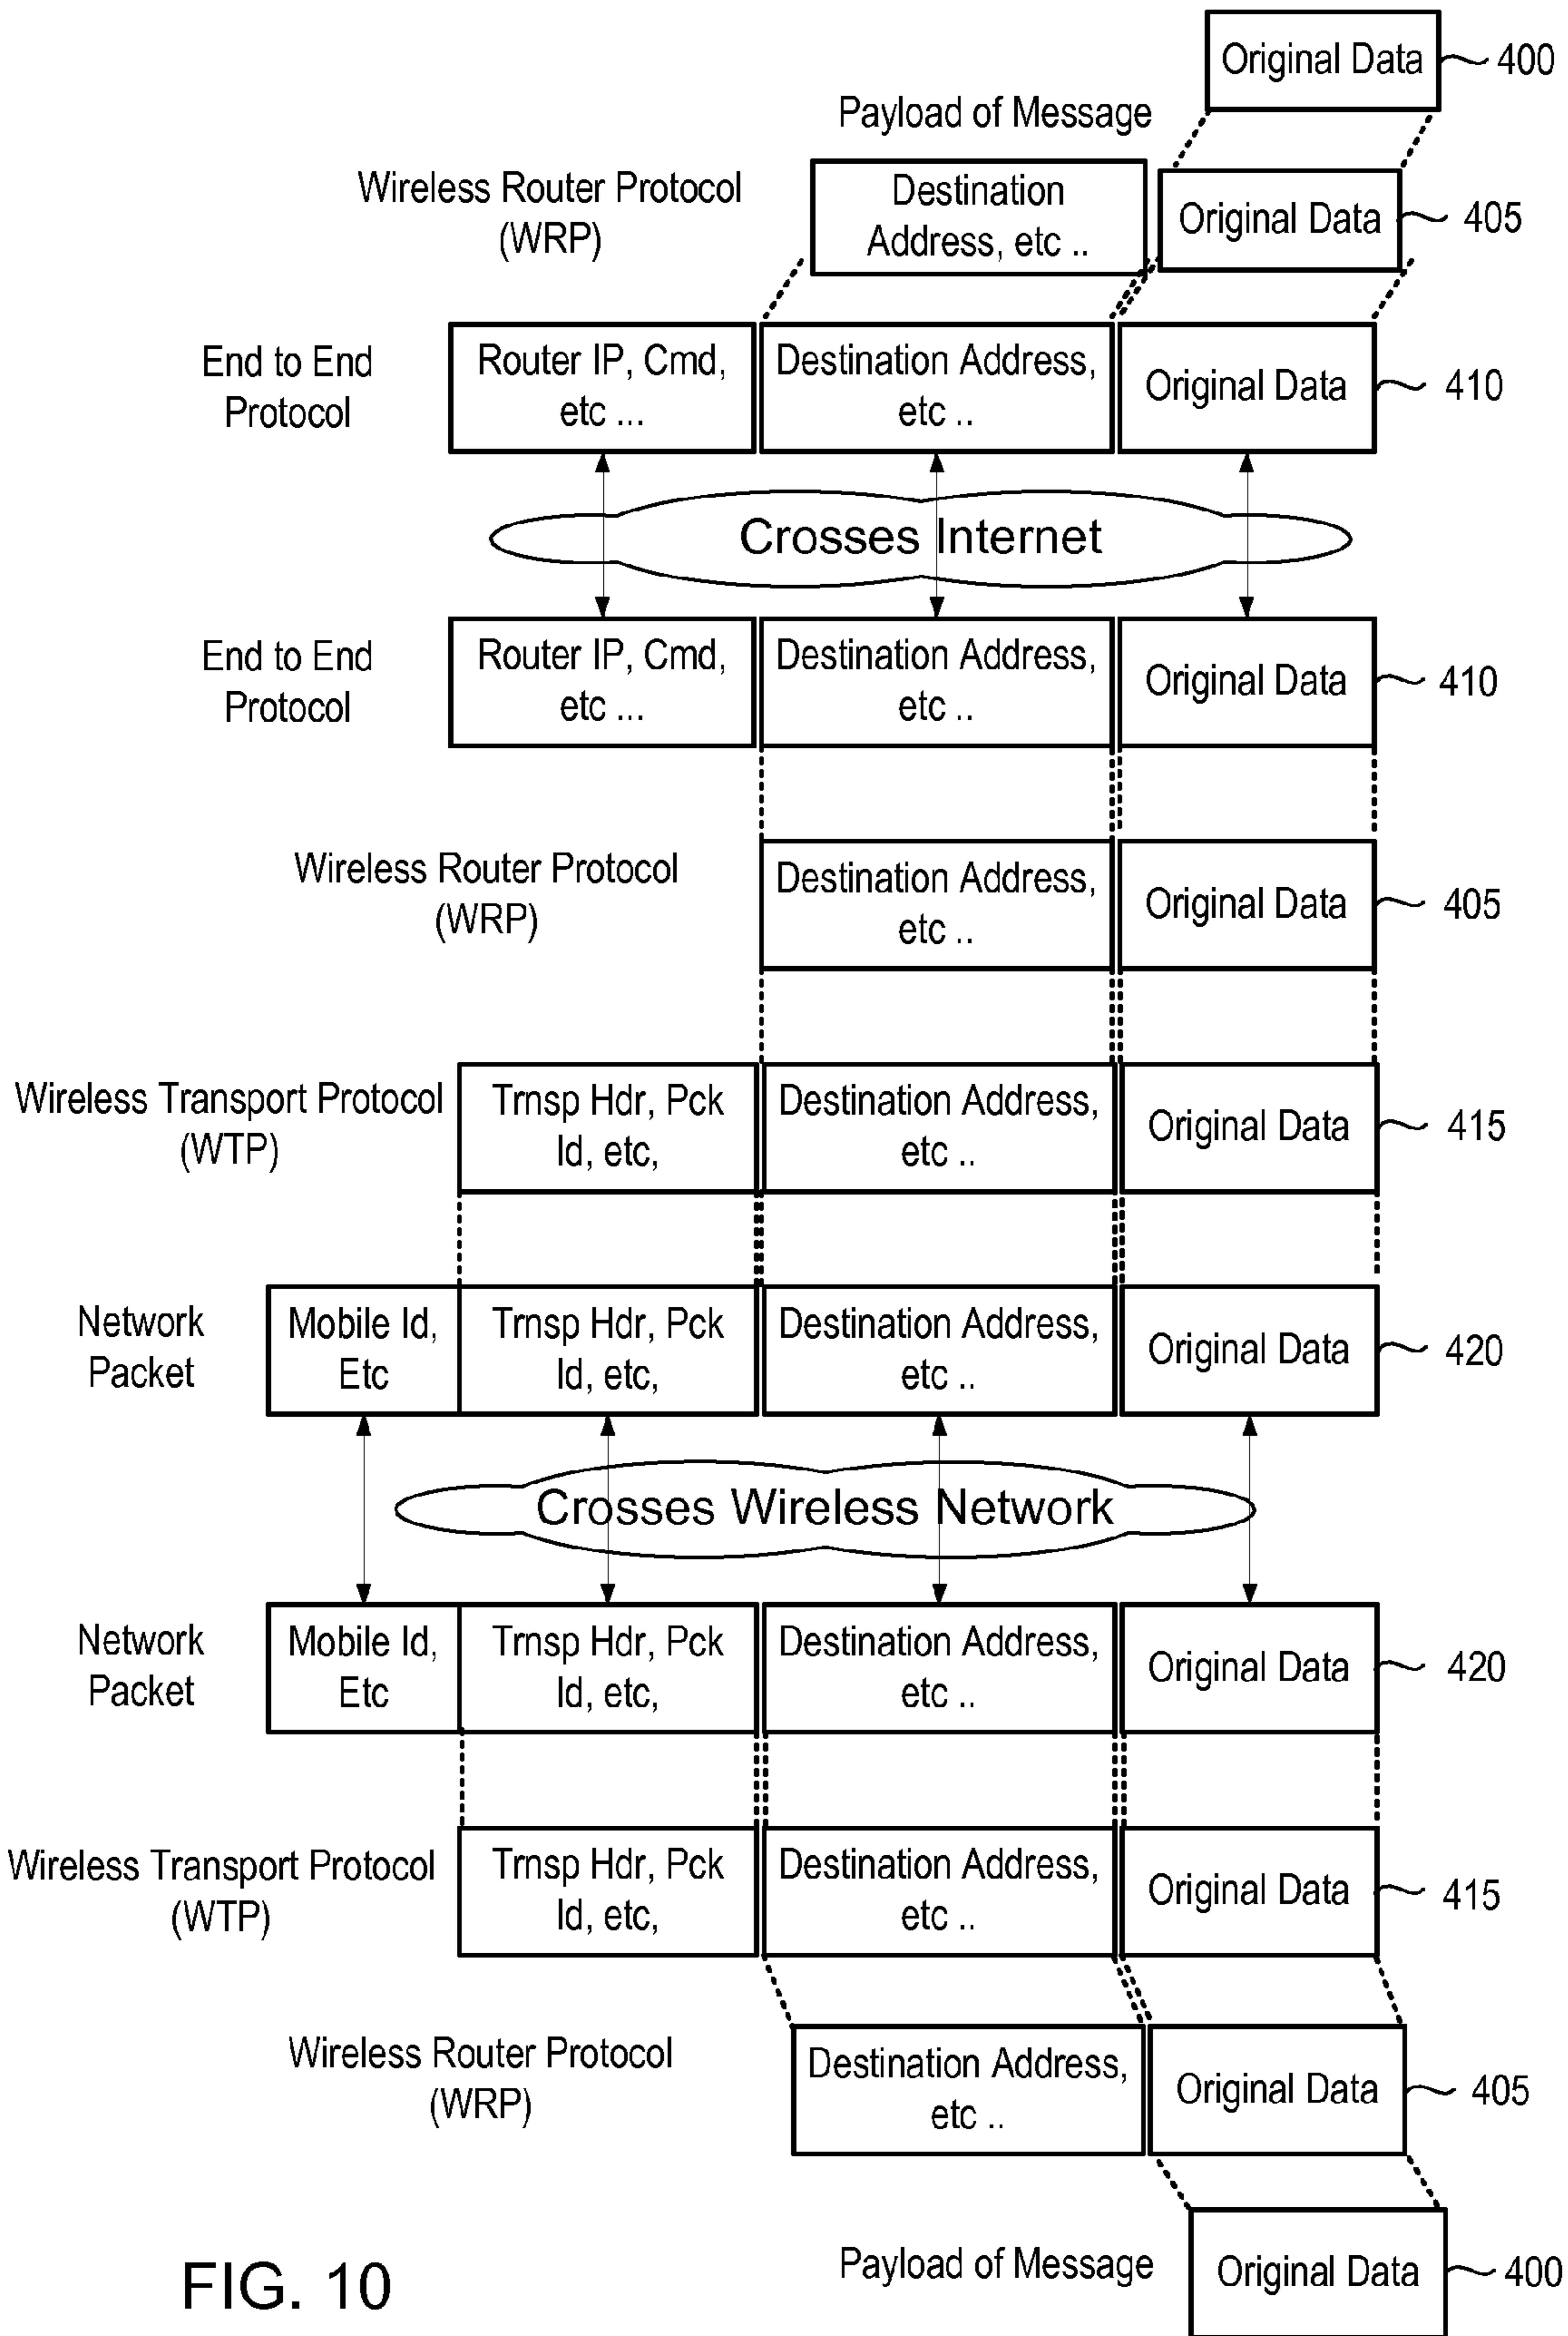 Original Data
400
Payload of Message
Wireless Router Protocol
(WRP)
Destination
Address, etc ..
Original Data
405
End to End
Protocol
Router IP, Cmd,
etc ...
Destination Address,
etc ..
Original Data
410
Crosses Internet
End to End
Protocol
Router IP, Cmd,
etc ...
Destination Address,
etc ..
Original Data
410
Wireless Router Protocol
(WRP)
Destination Address,
etc ..
Original Data
405
Wireless Transport Protocol
(WTP)
Trnsp Hdr, Pck
Id, etc,
Destination Address,
etc ..
Original Data
415
Network
Packet
Mobile Id,
Etc
Trnsp Hdr, Pck
Id, etc,
Destination Address,
etc ..
Original Data
420
Crosses Wireless Network
Network
Packet
Mobile Id,
Etc
Trnsp Hdr, Pck
Id, etc,
Destination Address,
etc ..
Original Data
420
Wireless Transport Protocol
(WTP)
Trnsp Hdr, Pck
Id, etc,
Destination Address,
etc ..
Original Data
415
Wireless Router Protocol
(WRP)
Destination Address,
etc ..
Original Data
405
Payload of Message
Original Data
400
FIG. 10